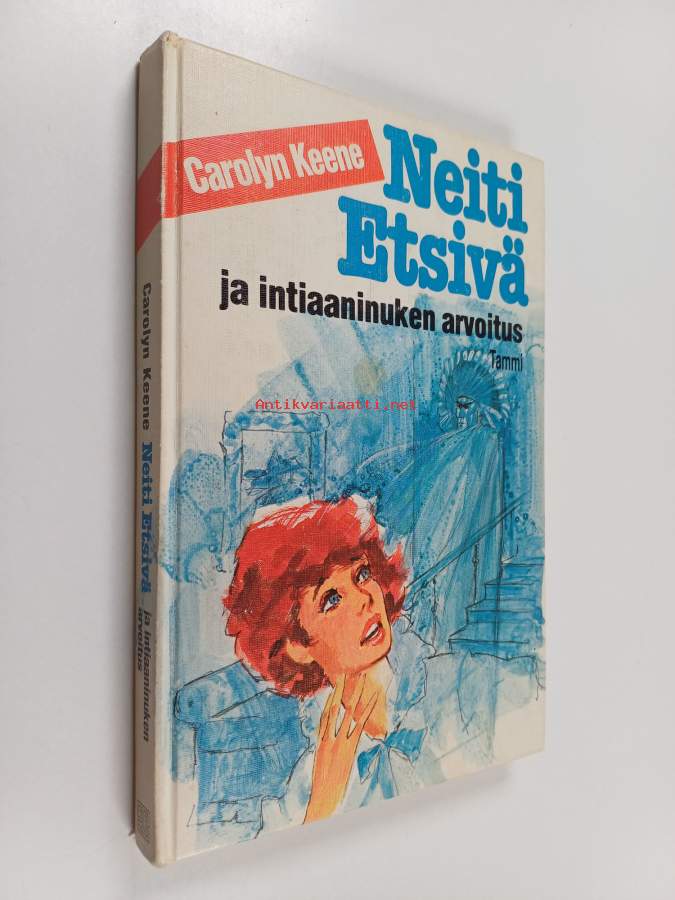 Carolyn Keene
Neiti
Etsivä
ja intiaaninuken arvoitus
Tammi
Antikvariaatti.net
Carolyn Keene Neiti Etsivä ja intiaaninuken
arvoitus